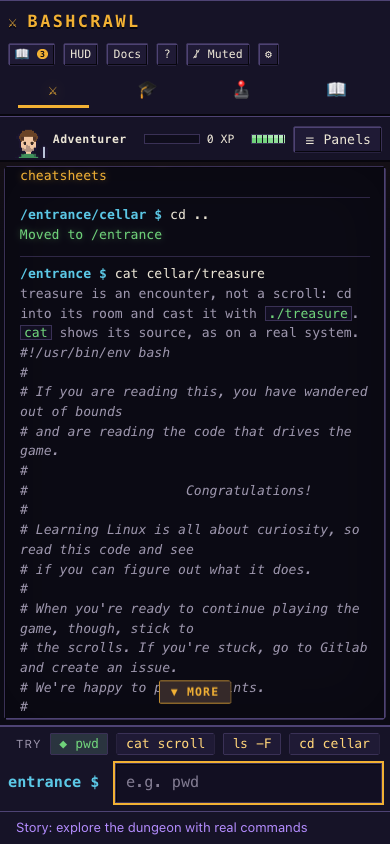 ⚔ BASHCRAWL
📖 3 HUD Docs ? ♪̸ Muted ⚙
Adventurer 0 XP ≡ Panels
cheatsheets
/entrance/cellar $ cd ..
Moved to /entrance
/entrance $ cat cellar/treasure
treasure is an encounter, not a scroll: cd
into its room and cast it with ./treasure.
cat shows its source, as on a real system.
#!/usr/bin/env bash
#
# If you are reading this, you have wandered
out of bounds
# and are reading the code that drives the
game.
#
# Congratulations!
#
# Learning Linux is all about curiosity, so
read this code and see
# if you can figure out what it does.
#
# When you're ready to continue playing the
game, though, stick to
# the scrolls. If you're stuck, go to Gitlab
and create an issue.
# We're happy to
▼ MORE
#
TRY ◆ pwd cat scroll ls -F cd cellar
entrance $ e.g. pwd
Story: explore the dungeon with real commands